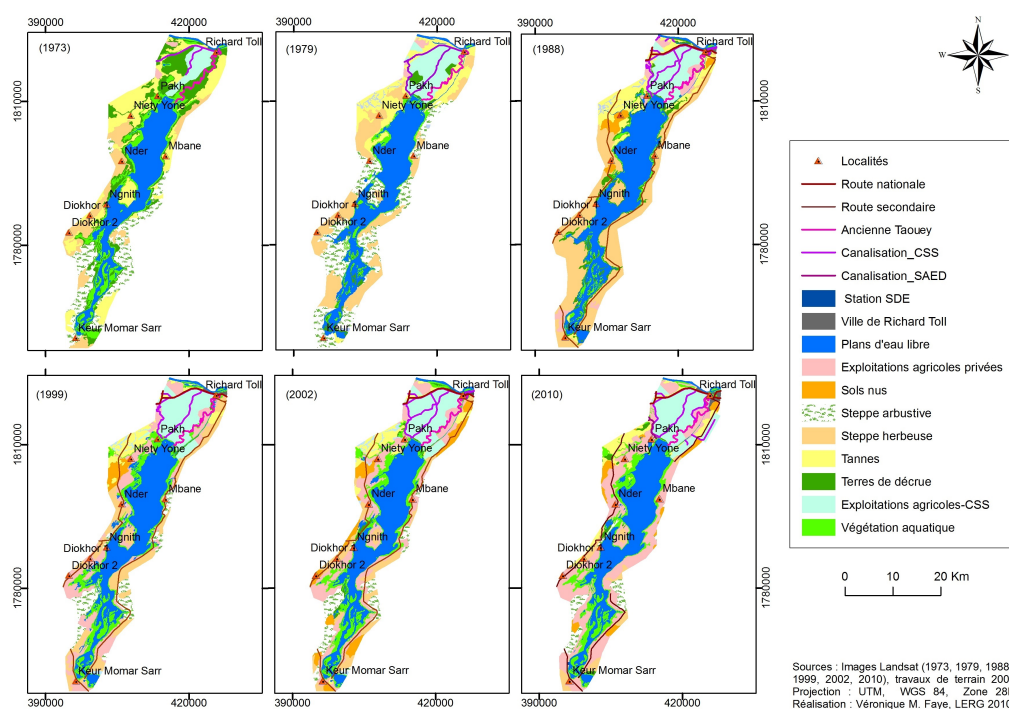 390000 420000 390000 420000 390000 420000
N
W E
S
1810000 1780000
(1973)
Richard Toll
Pakh
Niety Yone
Nder
Mbane
Ngnith
Diokhor 1
Diokhor 2
Keur Momar Sarr
(1979)
Richard Toll
Pakh
Niety Yone
Nder
Mbane
Ngnith
Diokhor 1
Diokhor 2
Keur Momar Sarr
(1988)
Richard Toll
Pakh
Niety Yone
Nder
Mbane
Ngnith
Diokhor 1
Diokhor 2
Keur Momar Sarr
1810000 1780000
1810000 1780000
(1999)
Richard Toll
Pakh
Niety Yone
Nder
Mbane
Ngnith
Diokhor 1
Diokhor 2
Keur Momar Sarr
(2002)
Richard Toll
Pakh
Niety Yone
Nder
Mbane
Ngnith
Diokhor 1
Diokhor 2
Keur Momar Sarr
(2010)
Richard Toll
Pakh
Niety Yone
Nder
Mbane
Ngnith
Diokhor 1
Diokhor 2
Keur Momar Sarr
1810000 1780000
390000 420000 390000 420000 390000 420000
Localités
Route nationale
Route secondaire
Ancienne Taouey
Canalisation_CSS
Canalisation_SAED
Station SDE
Ville de Richard Toll
Plans d'eau libre
Exploitations agricoles privées
Sols nus
Steppe arbustive
Steppe herbeuse
Tannes
Terres de décrue
Exploitations agricoles-CSS
Végétation aquatique
0 10 20 Km
Sources : Images Landsat (1973, 1979, 1988
1999, 2002, 2010), travaux de terrain 200
Projection : UTM, WGS 84, Zone 28
Réalisation : Véronique M. Faye, LERG 2010